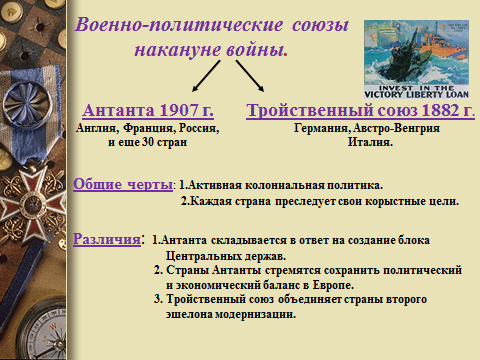 Военно-политические союзы
накануне войны.
INVEST IN THE
VICTORY LIBERTY LOAN
Антанта 1907 г.
Англия, Франция, Россия,
и еще 30 стран
Тройственный союз 1882 г.
Германия, Австро-Венгрия
Италия.
Общие черты: 1.Активная колониальная политика.
2.Каждая страна преследует свои корыстные цели.
Различия: 1.Антанта складывается в ответ на создание блока
Центральных держав.
2. Страны Антанты стремятся сохранить политический
и экономический баланс в Европе.
3. Тройственный союз объединяет страны второго
эшелона модернизации.